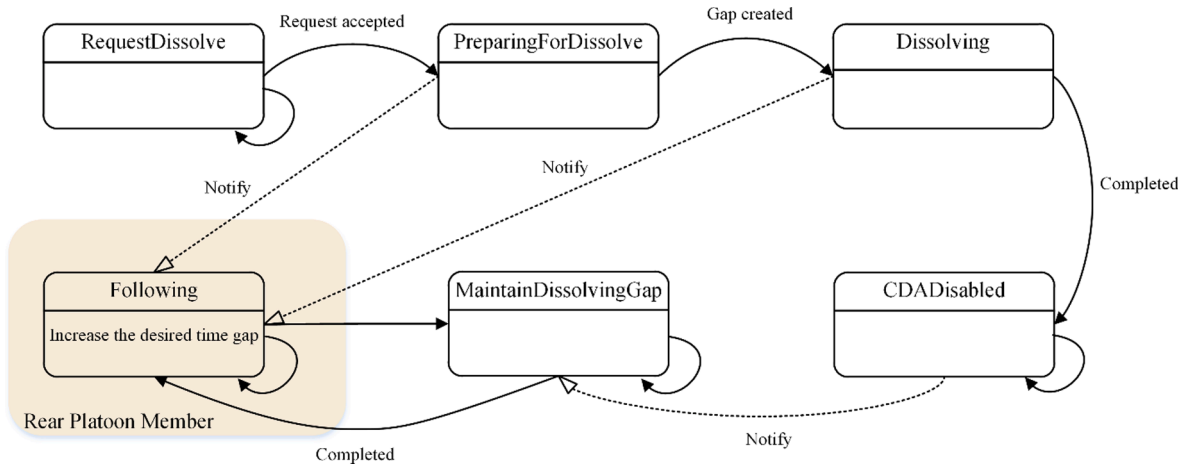 Request accepted
Gap created
RequestDissolve
PreparingForDissolve
Dissolving
Notify
Notify
Completed
Following
MaintainDissolvingGap
CDADisabled
Increase the desired time gap
Rear Platoon Member
Completed
Notify